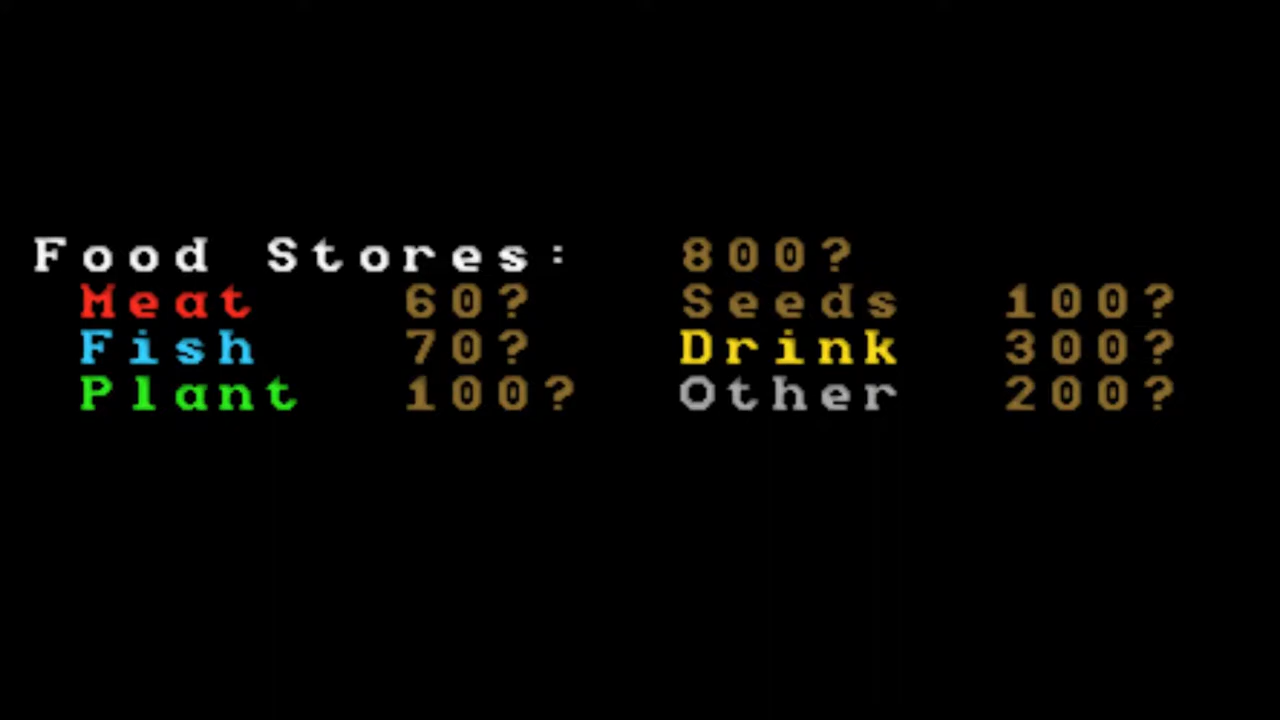 Food Stores: 800?
Meat 60? Seeds 100?
Fish 70? Drink 300?
Plant 100? Other 200?